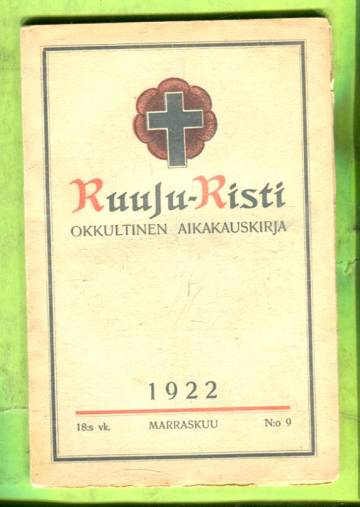 Ruusu-Risti
OKKULTINEN AIKAKAUSKIRJA
1922
18:s vk. MARRASKUU N:o 9